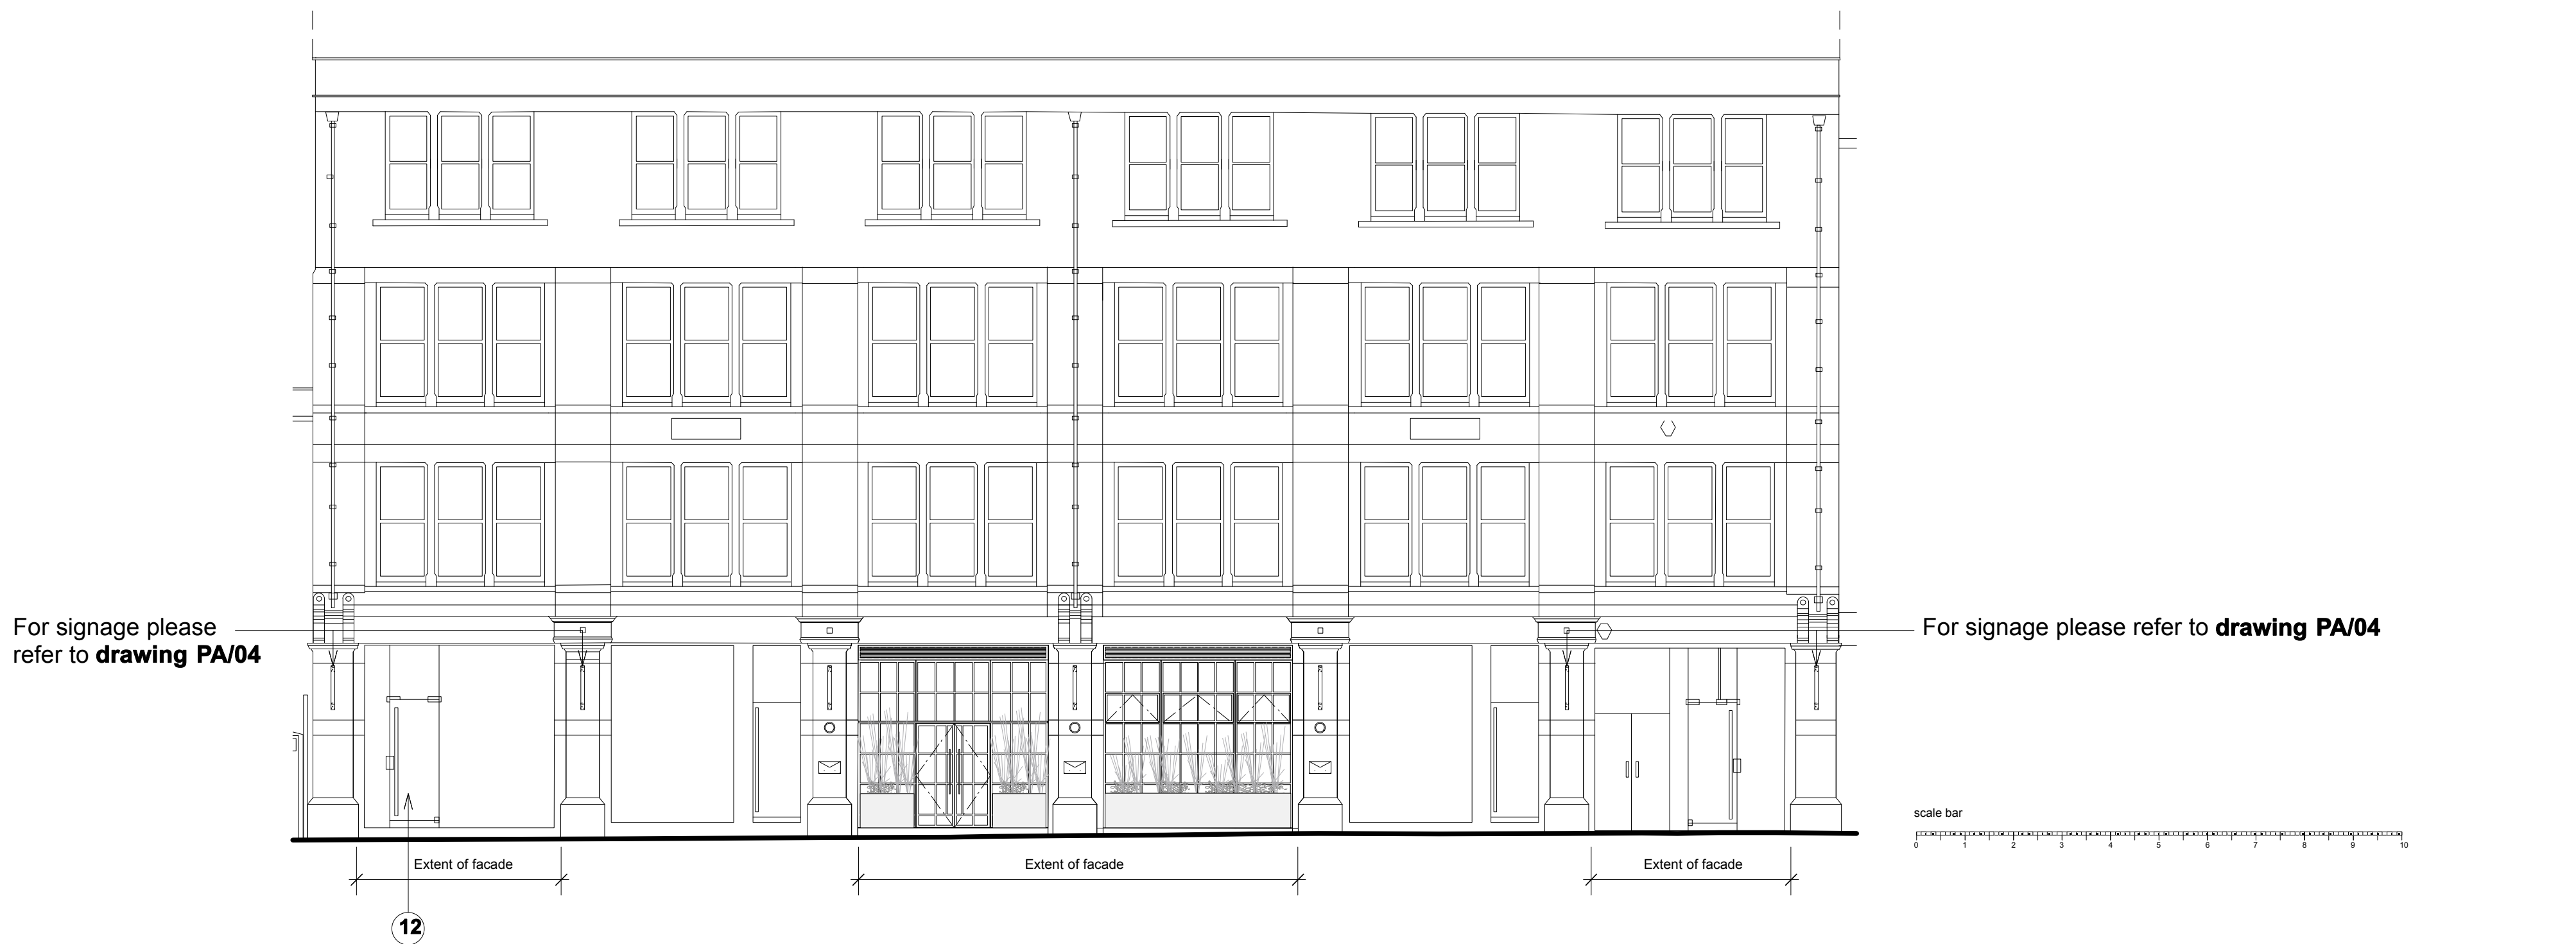 For signage please
refer to drawing PA/04
For signage please refer to drawing PA/04
scale bar
0 1 2 3 4 5 6 7 8 9 10
Extent of facade
Extent of facade
Extent of facade
12